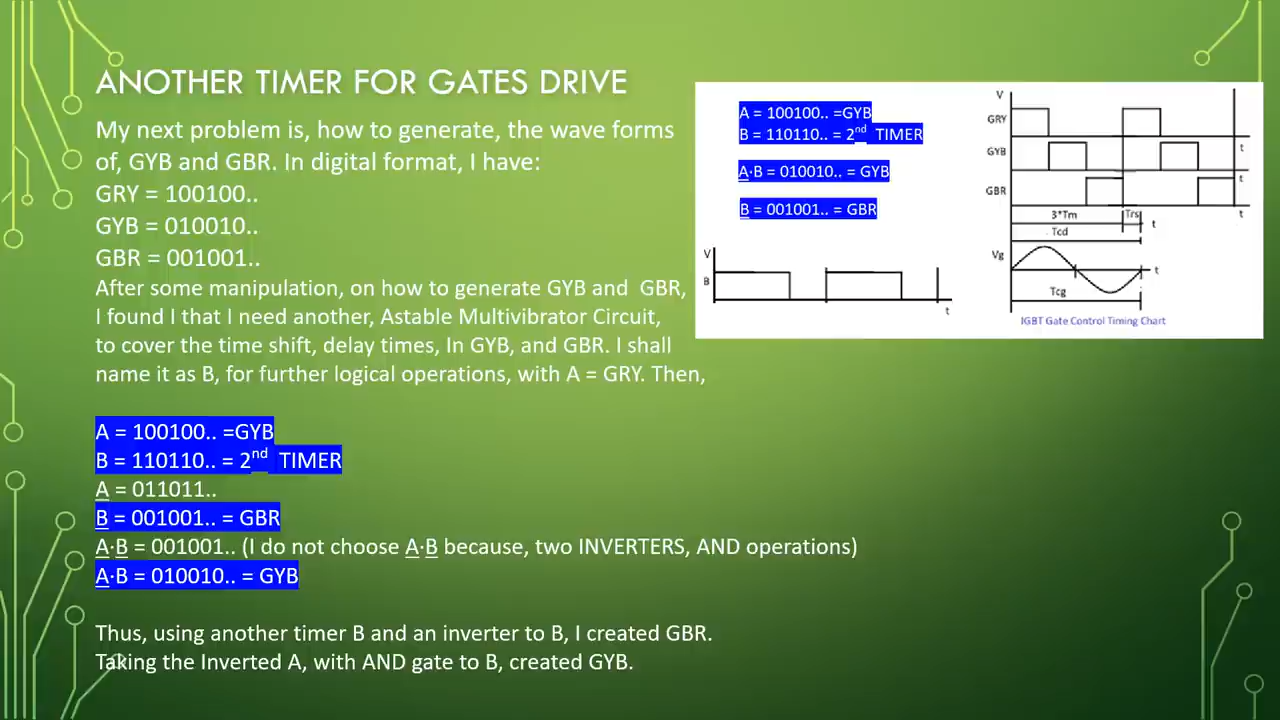 ANOTHER TIMER FOR GATES DRIVE
My next problem is, how to generate, the wave forms
of, GYB and GBR. In digital format, I have:
GRY = 100100..
GYB = 010010..
GBR = 001001..
After some manipulation, on how to generate GYB and GBR,
I found I that I need another, Astable Multivibrator Circuit,
to cover the time shift, delay times, In GYB, and GBR. I shall
name it as B, for further logical operations, with A = GRY. Then,
A = 100100.. =GYB
B = 110110.. = 2nd TIMER
A = 011011..
B = 001001.. = GBR
A·B = 001001.. (I do not choose A·B because, two INVERTERS, AND operations)
A·B = 010010.. = GYB
Thus, using another timer B and an inverter to B, I created GBR.
Taking the Inverted A, with AND gate to B, created GYB.
A = 100100.. =GYB
B = 110110.. = 2nd TIMER
A·B = 010010.. = GYB
B = 001001.. = GBR
V
B
t
V
GRY
t
GYB
t
GBR
3*Tm
Trs
t
t
Tcd
Vg
t
Tcg
IGBT Gate Control Timing Chart